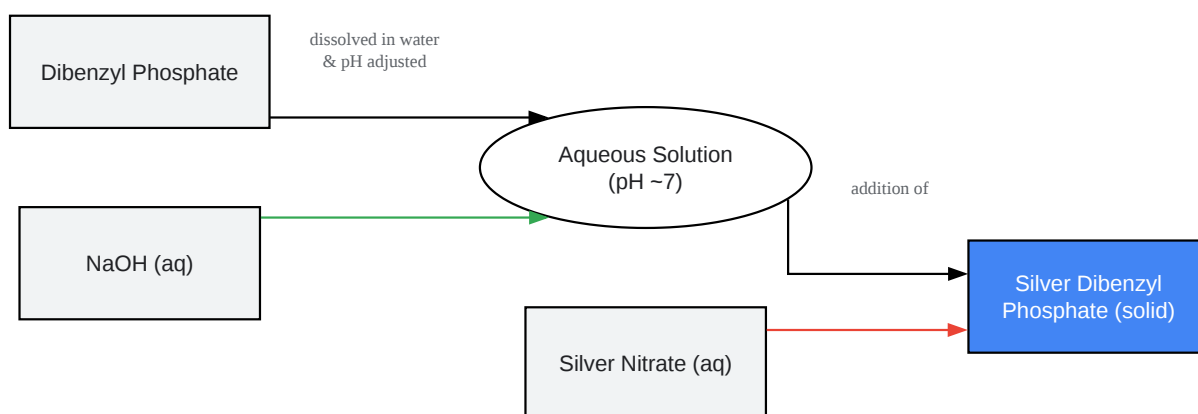 Dibenzyl Phosphate
dissolved in water
& pH adjusted
Aqueous Solution
(pH ~7)
addition of
NaOH (aq)
Silver Dibenzyl
Phosphate (solid)
Silver Nitrate (aq)